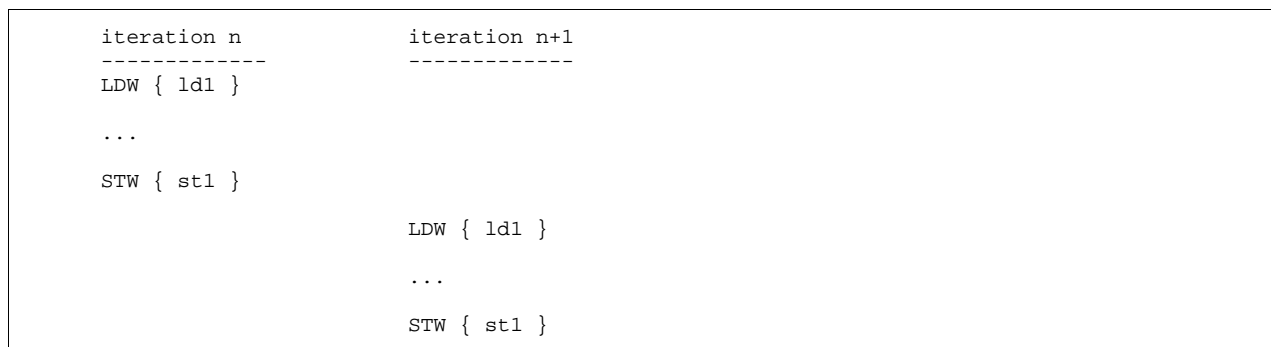 iteration n iteration n+1
------------- -------------
LDW { ld1 }
...
STW { st1 }
LDW { ld1 }
...
STW { st1 }